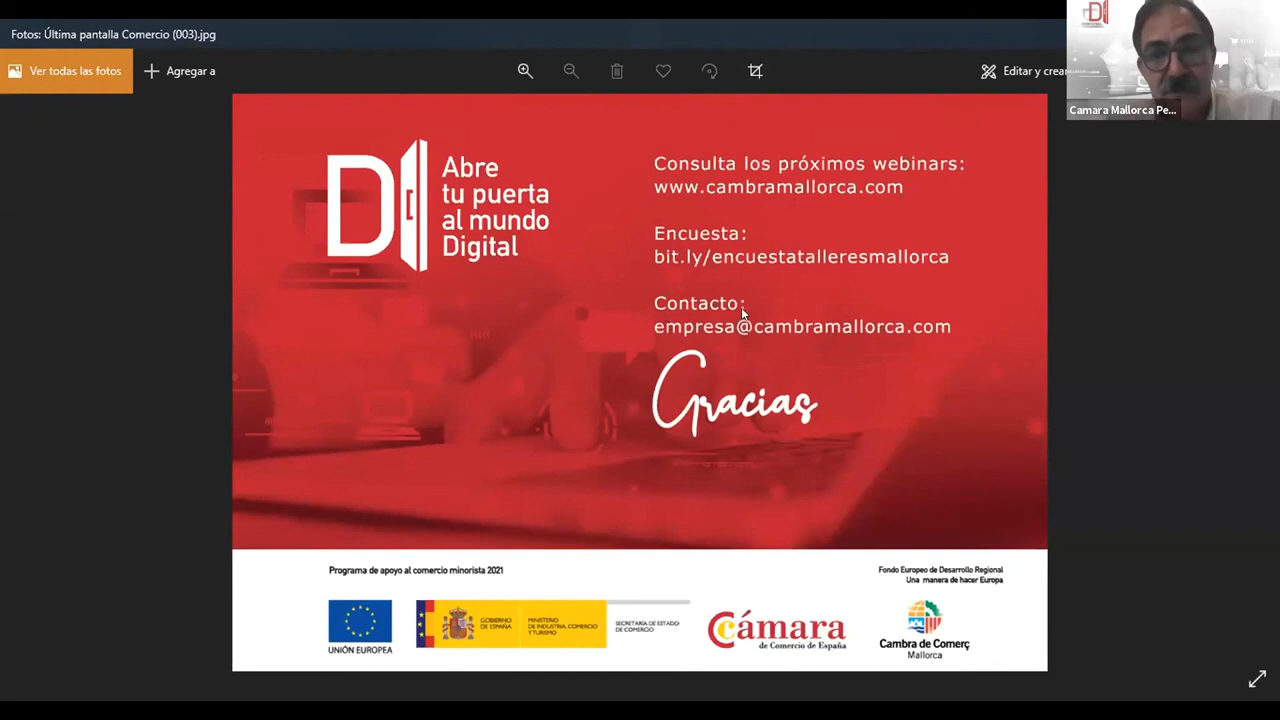 Fotos: Última pantalla Comercio (003).jpg
Ver todas las fotos
Agregar a
Editar y crear
Camara Mallorca Pe...
D
Abre
tu puerta
al mundo
Digital
Consulta los próximos webinars:
www.cambramallorca.com
Encuesta:
bit.ly/encuestatalleresmallorca
Contacto:
empresa@cambramallorca.com
Gracias
Programa de apoyo al comercio minorista 2021
Fondo Europeo de Desarrollo Regional
Una manera de hacer Europa
UNIÓN EUROPEA
GOBIERNO
DE ESPAÑA
MINISTERIO
DE INDUSTRIA, COMERCIO
Y TURISMO
SECRETARÍA DE ESTADO
DE COMERCIO
Cámara
de Comercio de España
Cambra de Comerç
Mallorca